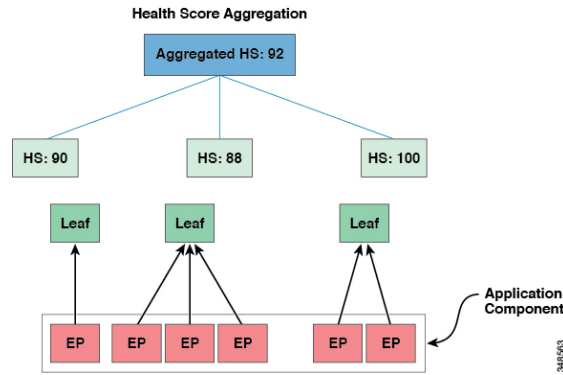 Health Score Aggregation
Aggregated HS: 92
HS: 90
HS: 88
HS: 100
Leaf
Leaf
Leaf
Application
Component
EP
EP
EP
EP
EP
EP
348563